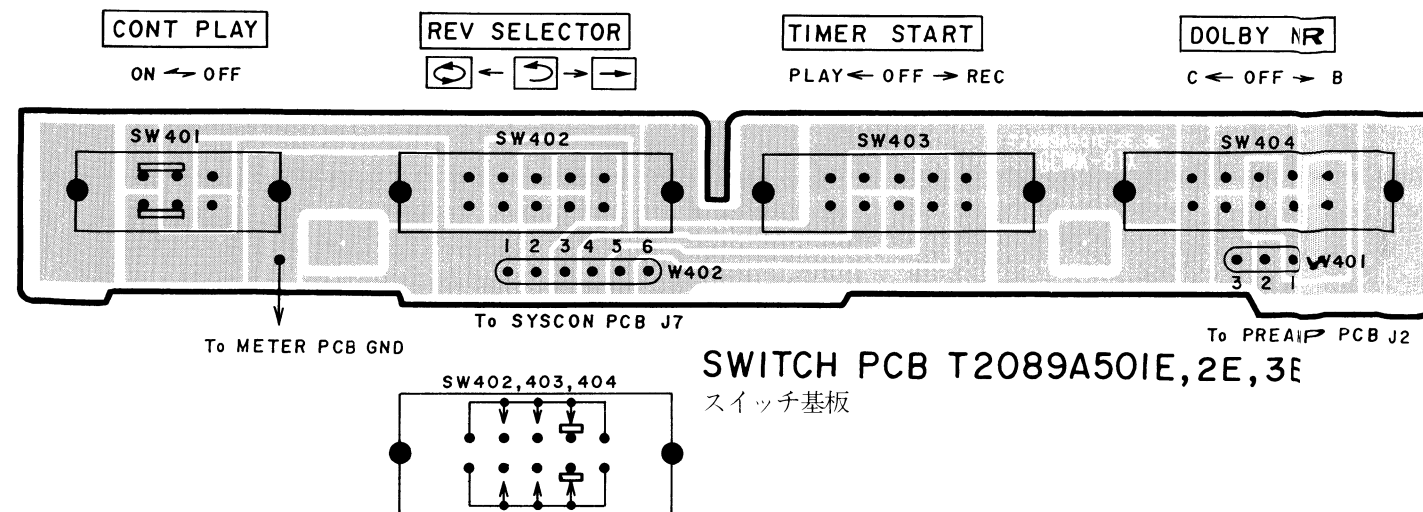 CONT PLAY
REV SELECTOR
TIMER START
DOLBY NR
ON ⇋ OFF
← →
PLAY ← OFF → REC
C ← OFF → B
SW401
SW402
SW403
SW404
1 2 3 4 5 6
W402
W401
3 2 1
To SYSCON PCB J7
To METER PCB GND
To PREAMP PCB J2
SWITCH PCB T2089A501E,2E,3E
スイッチ基板
SW402,403,404